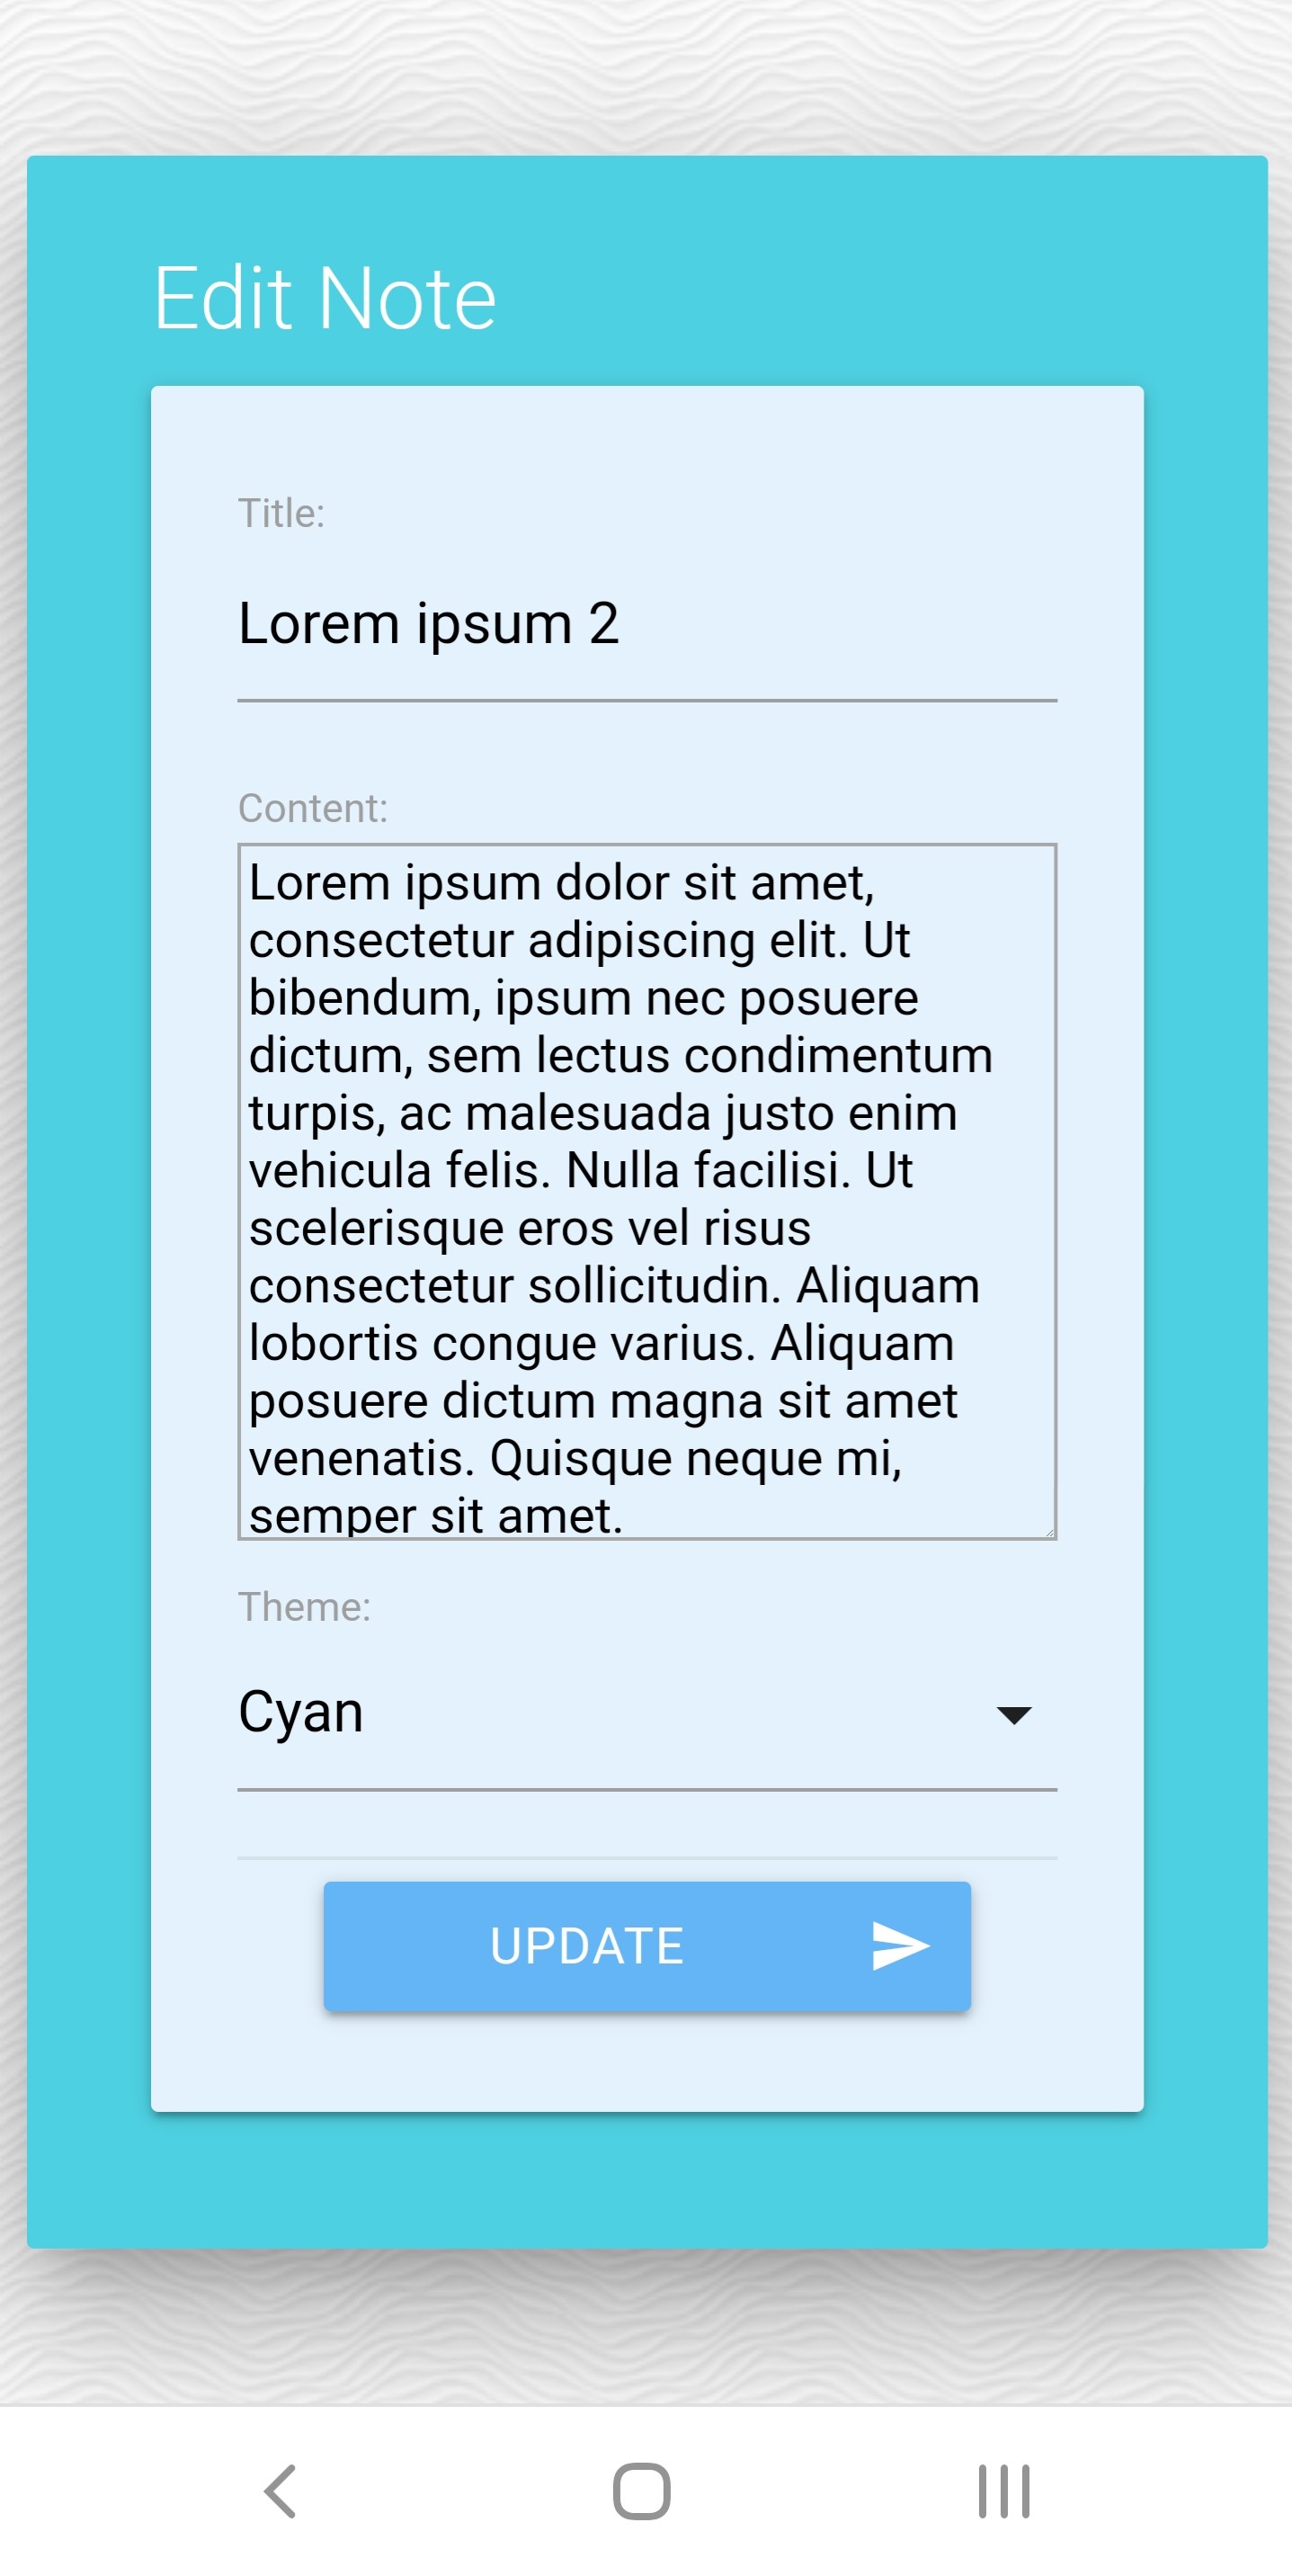 Edit Note
Title:
Lorem ipsum 2
Content:
Lorem ipsum dolor sit amet,
consectetur adipiscing elit. Ut
bibendum, ipsum nec posuere
dictum, sem lectus condimentum
turpis, ac malesuada justo enim
vehicula felis. Nulla facilisi. Ut
scelerisque eros vel risus
consectetur sollicitudin. Aliquam
lobortis congue varius. Aliquam
posuere dictum magna sit amet
venenatis. Quisque neque mi,
semper sit amet.
Theme:
Cyan
UPDATE